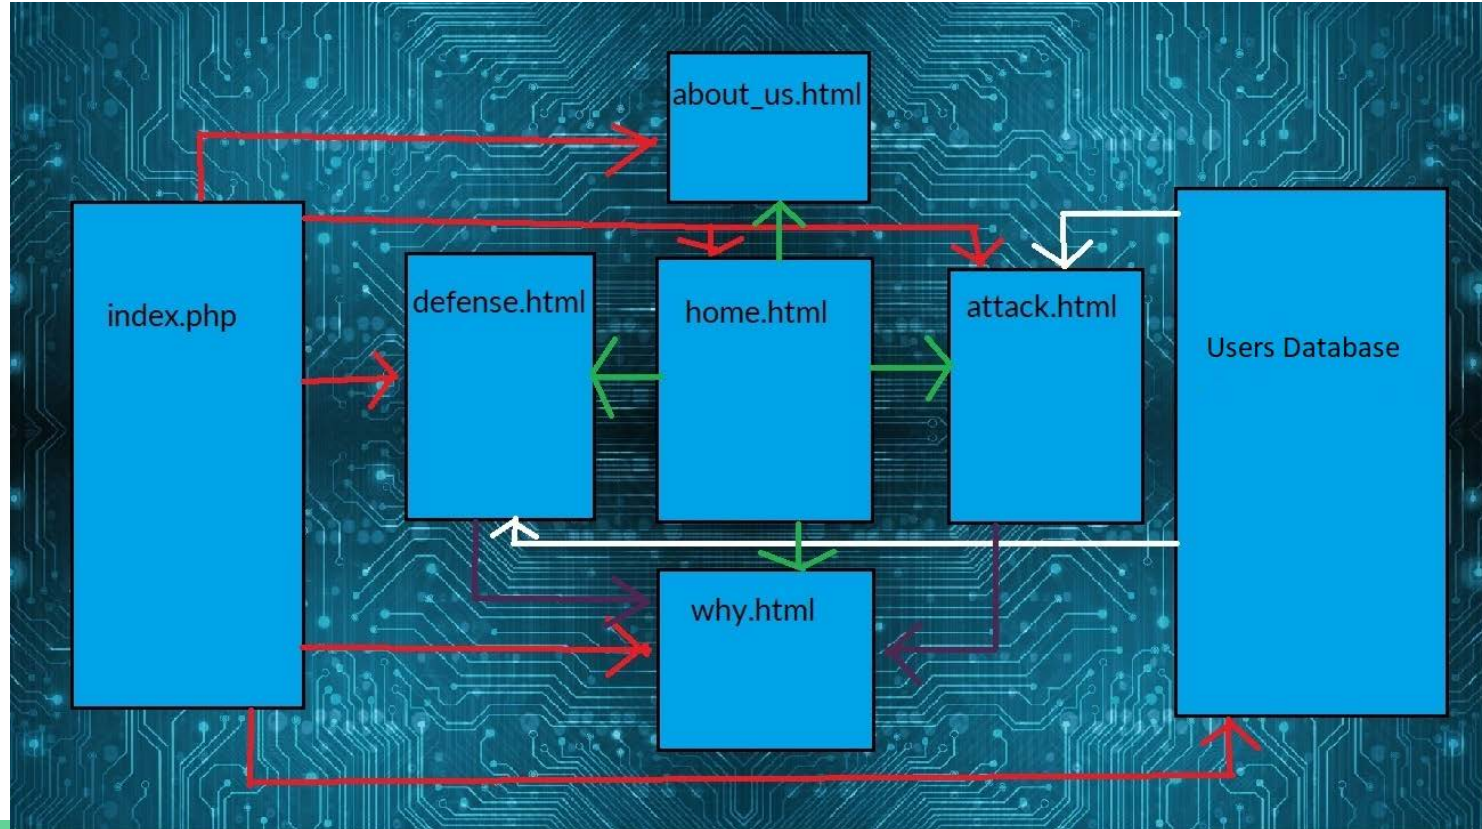 about_us.html
index.php
defense.html
home.html
attack.html
Users Database
why.html